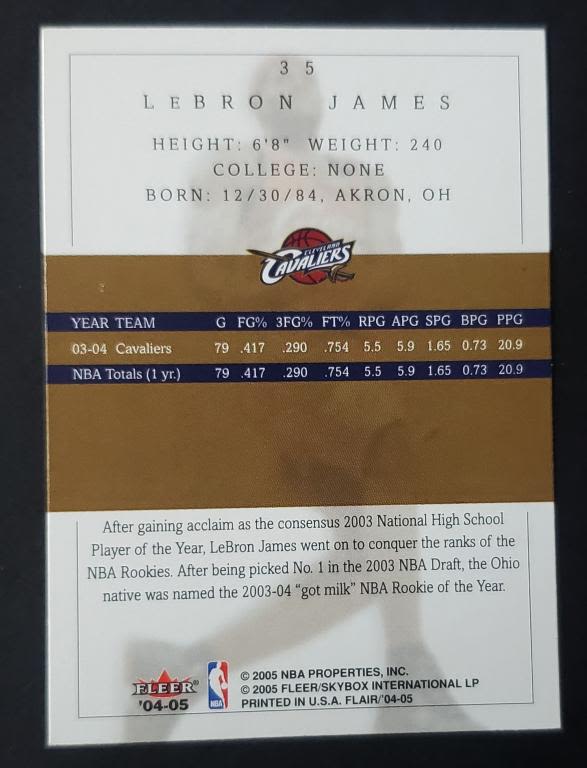 3 5
LEBRON JAMES
HEIGHT: 6'8" WEIGHT: 240
COLLEGE: NONE
BORN: 12/30/84, AKRON, OH
CLEVELAND
CAVALIERS
YEAR TEAM G FG% 3FG% FT% RPG APG SPG BPG PPG
03-04 Cavaliers 79 .417 .290 .754 5.5 5.9 1.65 0.73 20.9
NBA Totals (1 yr.) 79 .417 .290 .754 5.5 5.9 1.65 0.73 20.9
After gaining acclaim as the consensus 2003 National High School
Player of the Year, LeBron James went on to conquer the ranks of the
NBA Rookies. After being picked No. 1 in the 2003 NBA Draft, the Ohio
native was named the 2003-04 “got milk” NBA Rookie of the Year.
FLEER®
'04-05
NBA
© 2005 NBA PROPERTIES, INC.
© 2005 FLEER/SKYBOX INTERNATIONAL LP
PRINTED IN U.S.A. FLAIR/'04-05